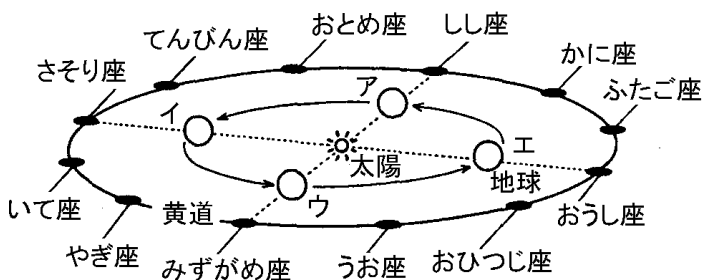 おとめ座
しし座
てんびん座
かに座
さそり座
ふたご座
ア
イ
エ
太陽
地球
ウ
いて座
黄道
おうし座
やぎ座
みずがめ座
うお座
おひつじ座